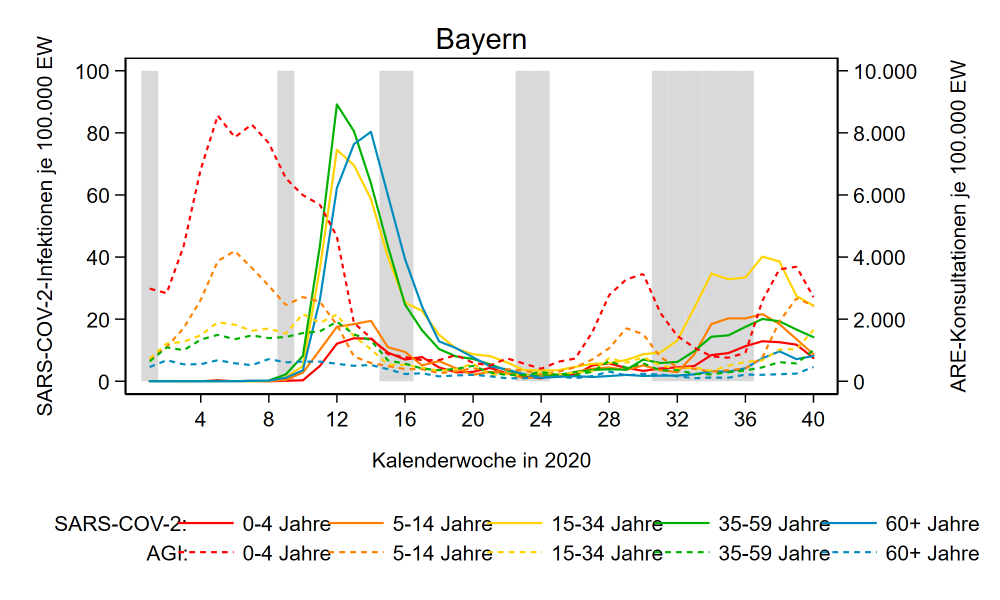 Bayern
SARS-COV-2-Infektionen je 100.000 EW
100
80
60
40
20
0
10.000
8.000
6.000
4.000
2.000
0
ARE-Konsultationen je 100.000 EW
4 8 12 16 20 24 28 32 36 40
Kalenderwoche in 2020
SARS-COV-2: 0-4 Jahre 5-14 Jahre 15-34 Jahre 35-59 Jahre 60+ Jahre
AGI: 0-4 Jahre 5-14 Jahre 15-34 Jahre 35-59 Jahre 60+ Jahre